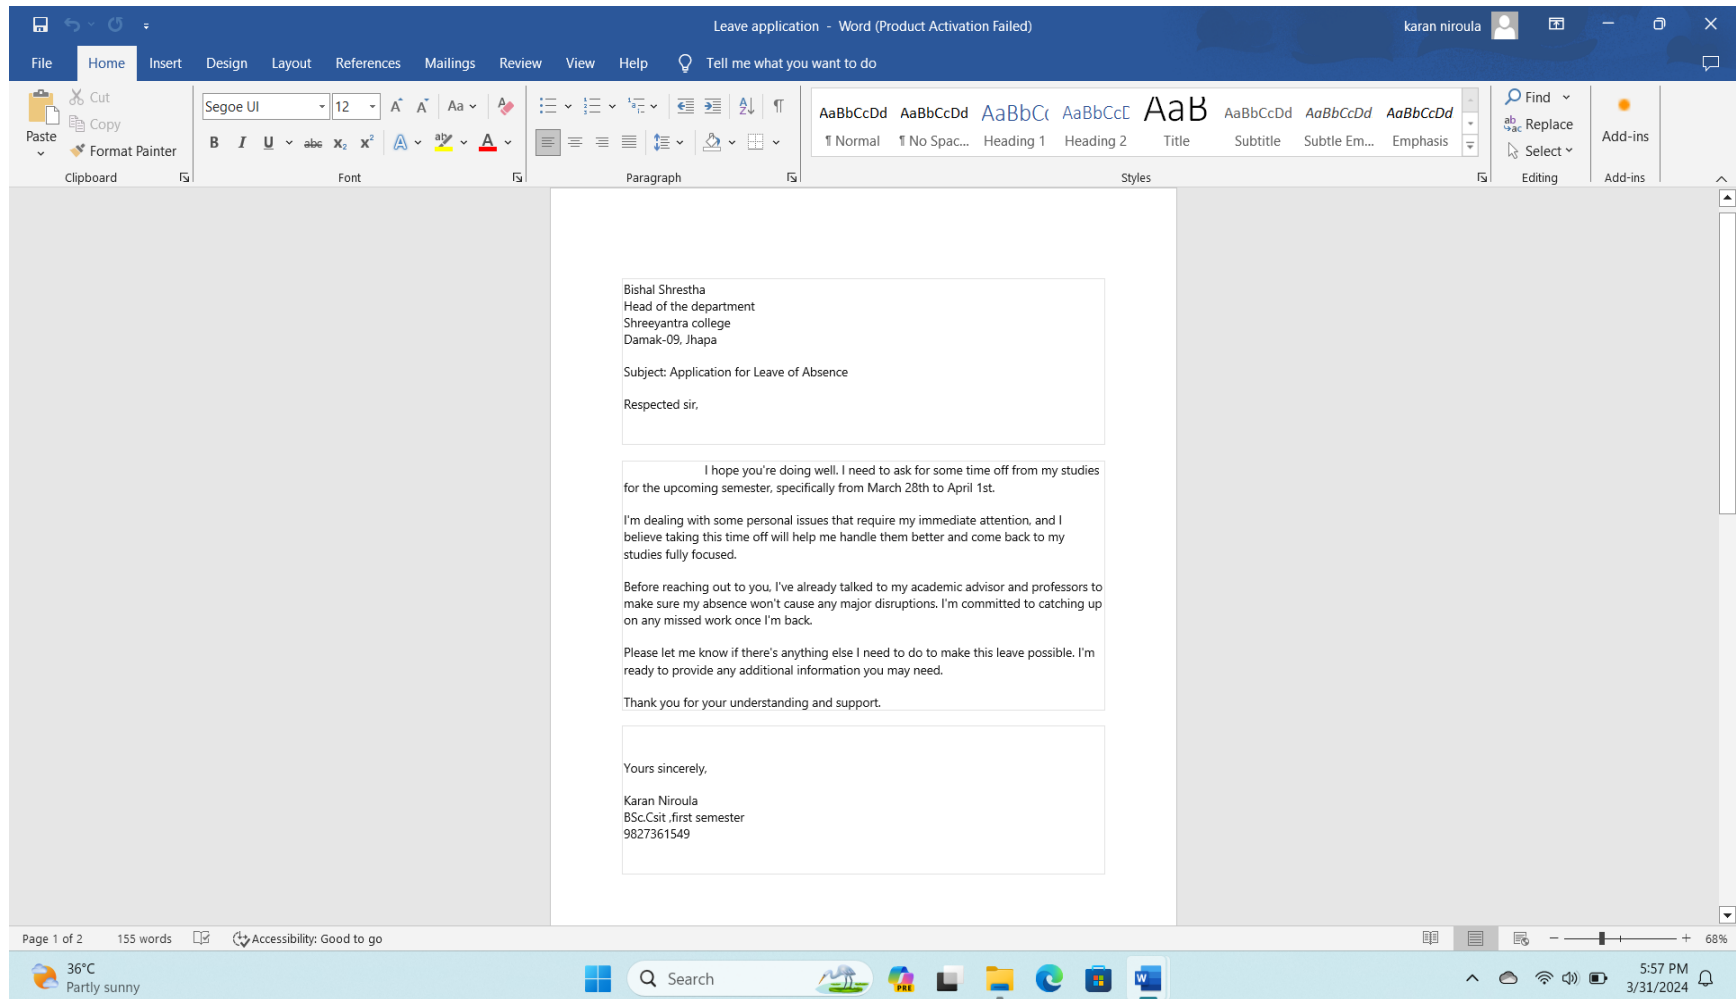 Leave application - Word (Product Activation Failed)
karan niroula
File Home Insert Design Layout References Mailings Review View Help Tell me what you want to do
Paste
Cut
Copy
Format Painter
Clipboard
Segoe UI 12
Font
Paragraph
AaBbCcDd AaBbCcDd AaBbCc AaBbCcD AaB AaBbCcDd AaBbCcDd AaBbCcDd
¶ Normal ¶ No Spac... Heading 1 Heading 2 Title Subtitle Subtle Em... Emphasis
Styles
Find
Replace
Select
Editing
Add-ins
Add-ins
Bishal Shrestha
Head of the department
Shreeyantra college
Damak-09, Jhapa
Subject: Application for Leave of Absence
Respected sir,
I hope you're doing well. I need to ask for some time off from my studies
for the upcoming semester, specifically from March 28th to April 1st.
I'm dealing with some personal issues that require my immediate attention, and I
believe taking this time off will help me handle them better and come back to my
studies fully focused.
Before reaching out to you, I've already talked to my academic advisor and professors to
make sure my absence won't cause any major disruptions. I'm committed to catching up
on any missed work once I'm back.
Please let me know if there's anything else I need to do to make this leave possible. I'm
ready to provide any additional information you may need.
Thank you for your understanding and support.
Yours sincerely,
Karan Niroula
BSc.Csit ,first semester
9827361549
Page 1 of 2 155 words Accessibility: Good to go
68%
36°C
Partly sunny
Search
PRE
5:57 PM
3/31/2024